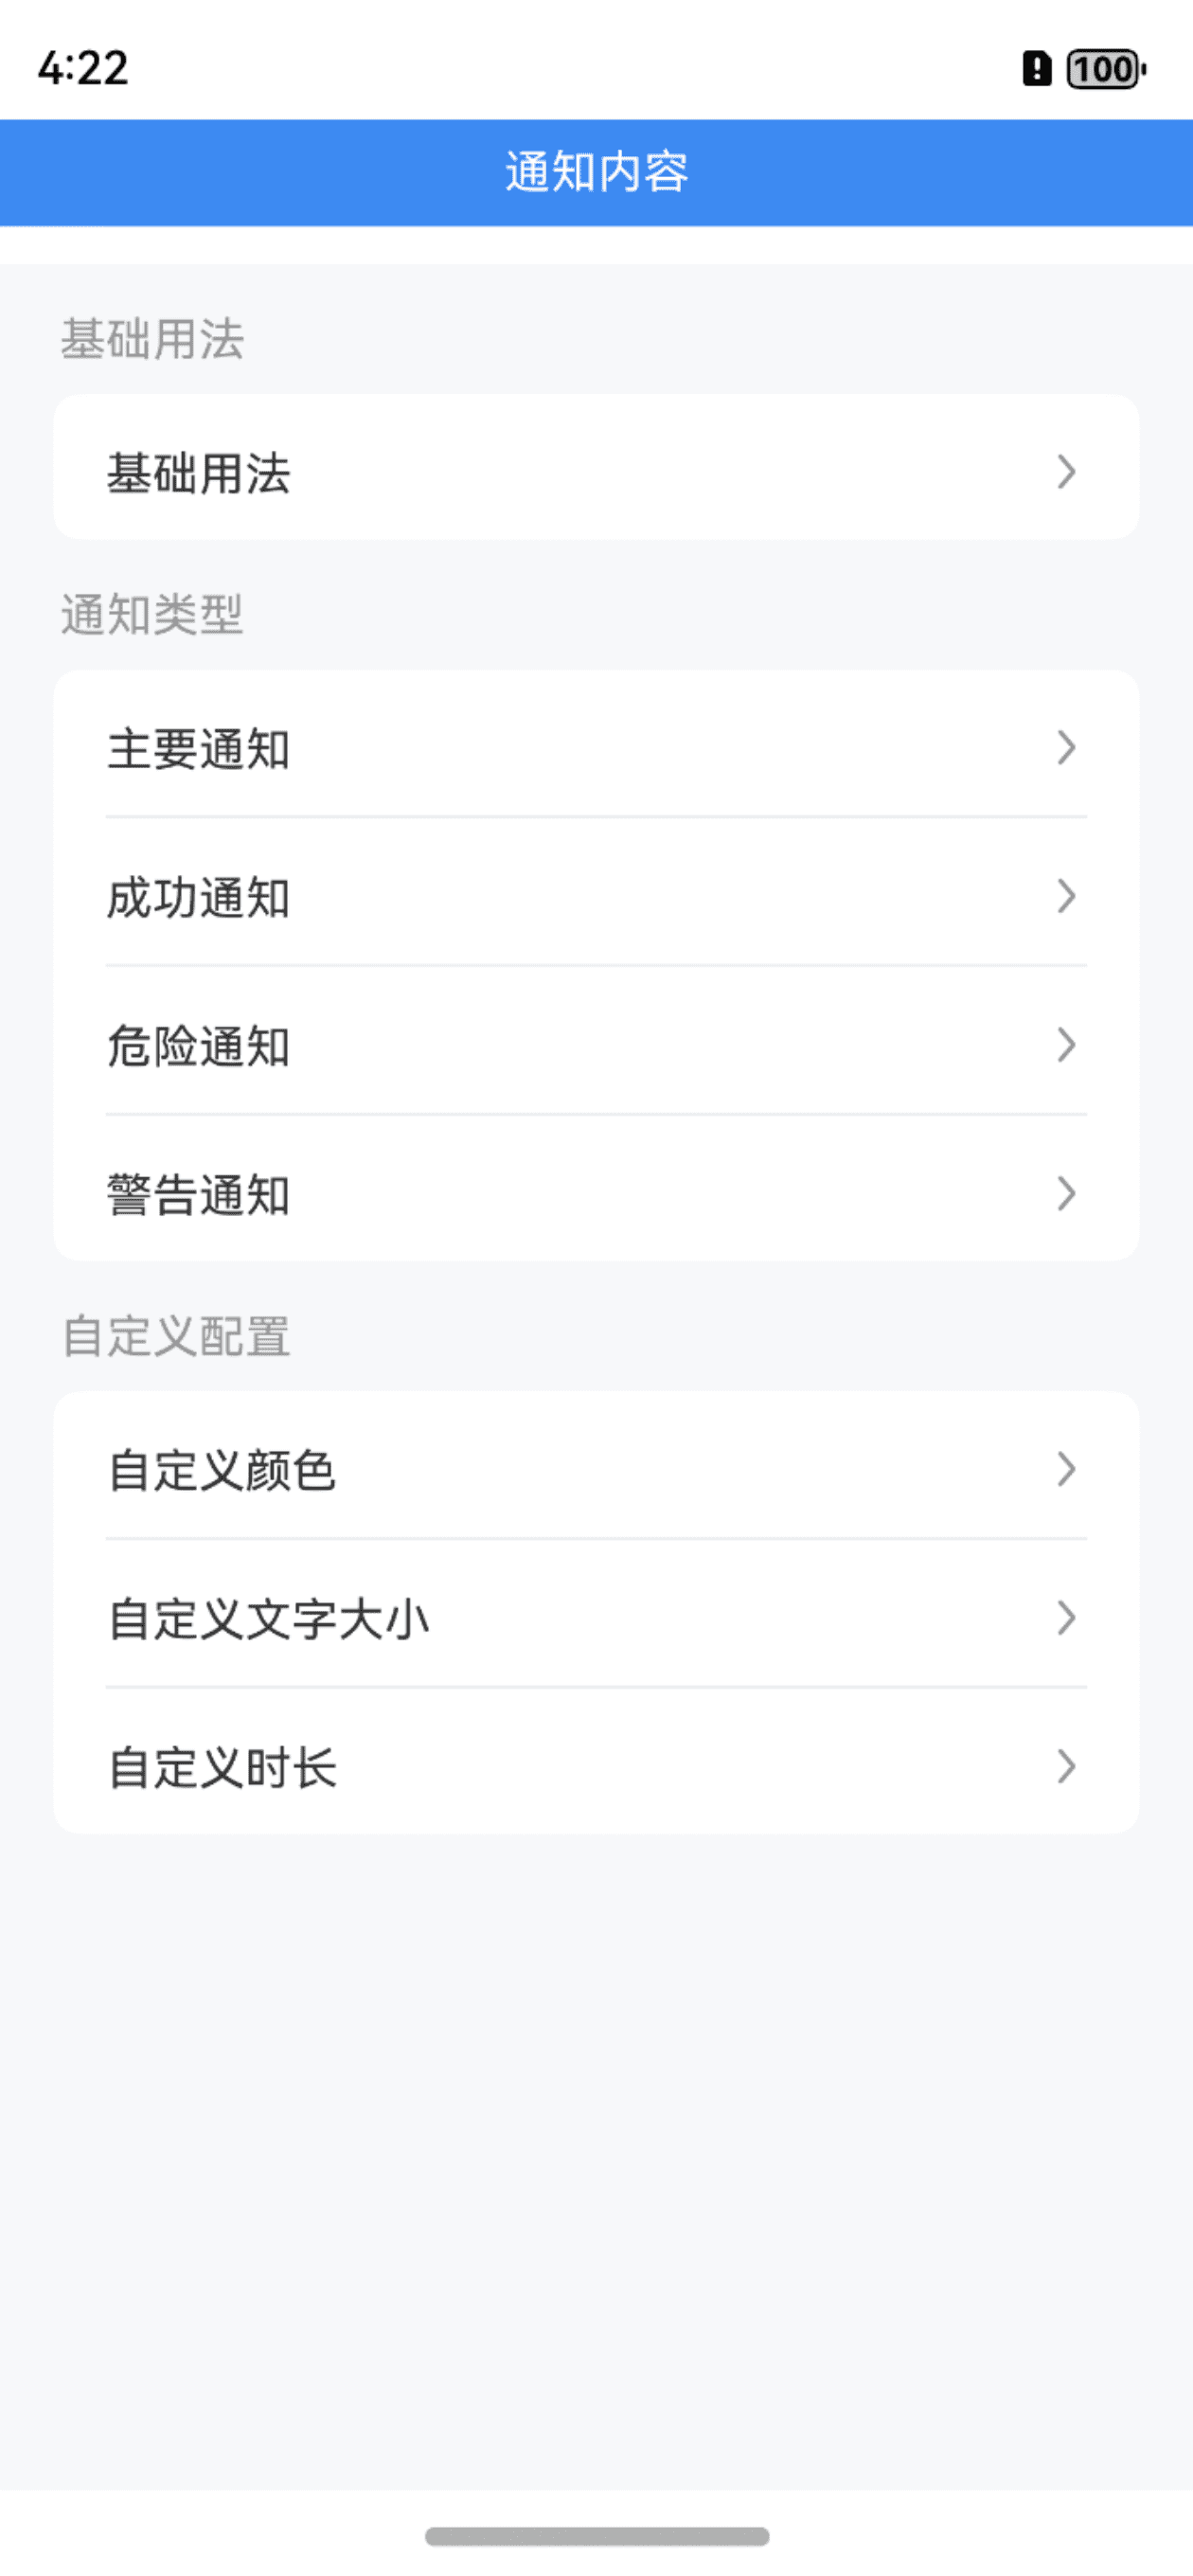 4:22
100
通知内容
基础用法
基础用法
通知类型
主要通知
成功通知
危险通知
警告通知
自定义配置
自定义颜色
自定义文字大小
自定义时长